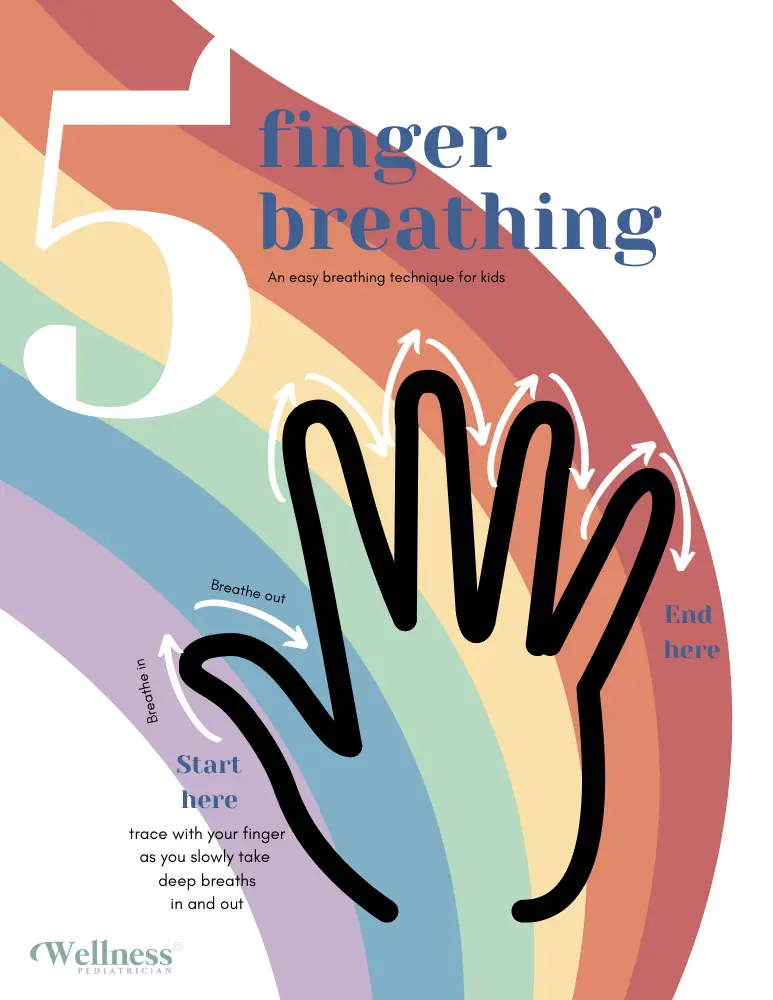 5
finger
breathing
An easy breathing technique for kids
Breathe out
Breathe in
End
here
Start
here
trace with your finger
as you slowly take
deep breaths
in and out
Wellness©
PEDIATRICIAN